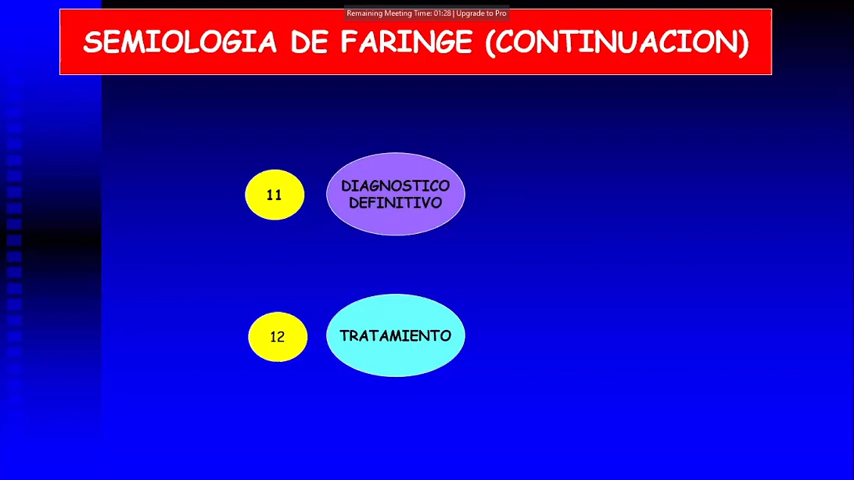 Remaining Meeting Time: 01:28 | Upgrade to Pro
SEMIOLOGIA DE FARINGE (CONTINUACION)
11
DIAGNOSTICO
DEFINITIVO
12
TRATAMIENTO